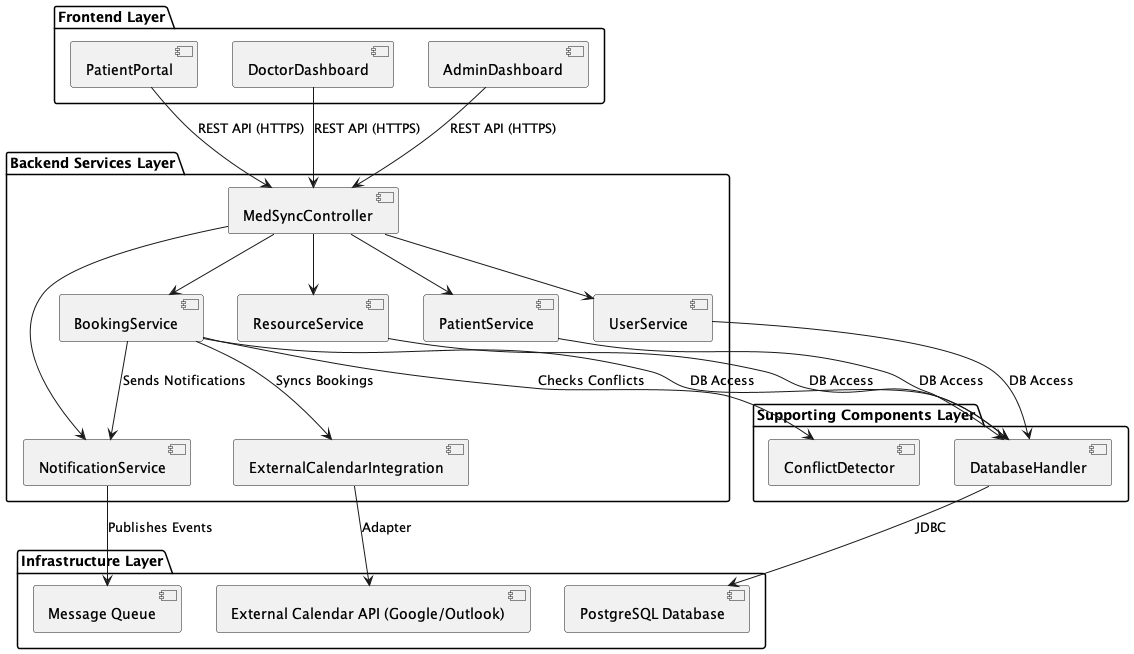 Frontend Layer
PatientPortal
DoctorDashboard
AdminDashboard
REST API (HTTPS)
REST API (HTTPS)
REST API (HTTPS)
Backend Services Layer
MedSyncController
BookingService
ResourceService
PatientService
UserService
Sends Notifications
Syncs Bookings
Checks Conflicts
DB Access
DB Access
DB Access
DB Access
Supporting Components Layer
NotificationService
ExternalCalendarIntegration
ConflictDetector
DatabaseHandler
Publishes Events
Adapter
JDBC
Infrastructure Layer
Message Queue
External Calendar API (Google/Outlook)
PostgreSQL Database